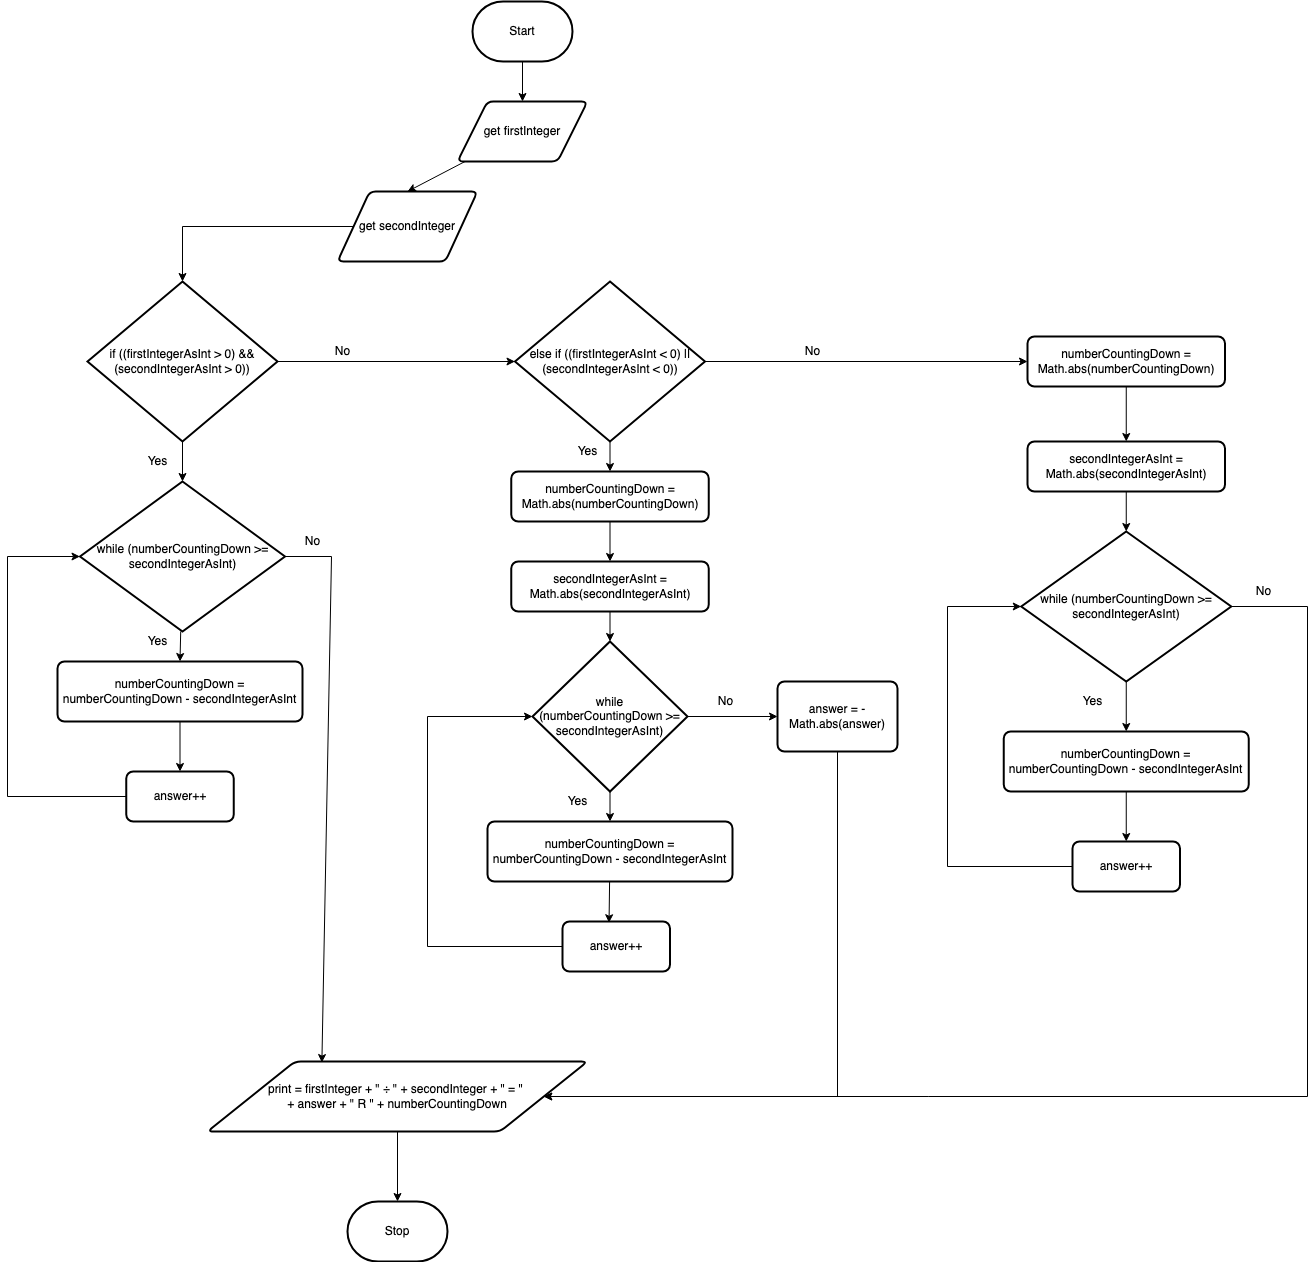 Start
get firstInteger
get secondInteger
if ((firstIntegerAsInt > 0) &&
(secondIntegerAsInt > 0))
No
else if ((firstIntegerAsInt < 0) ||
(secondIntegerAsInt < 0))
No
numberCountingDown =
Math.abs(numberCountingDown)
secondIntegerAsInt =
Math.abs(secondIntegerAsInt)
Yes
while (numberCountingDown >=
secondIntegerAsInt)
No
Yes
numberCountingDown =
numberCountingDown - secondIntegerAsInt
answer++
Yes
numberCountingDown =
Math.abs(numberCountingDown)
secondIntegerAsInt =
Math.abs(secondIntegerAsInt)
while
(numberCountingDown >=
secondIntegerAsInt)
No
answer = -
Math.abs(answer)
Yes
numberCountingDown =
numberCountingDown - secondIntegerAsInt
answer++
while (numberCountingDown >=
secondIntegerAsInt)
No
Yes
numberCountingDown =
numberCountingDown - secondIntegerAsInt
answer++
print = firstInteger + " ÷ " + secondInteger + " = "
+ answer + " R " + numberCountingDown
Stop